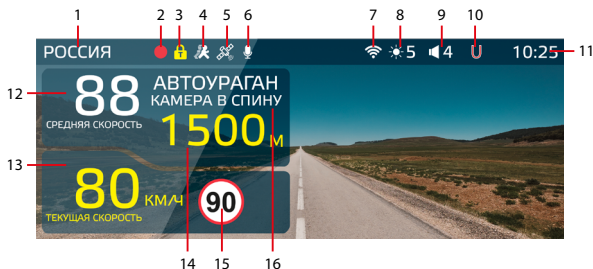 1 2 3 4 5 6 7 8 9 10
РОССИЯ T 5 4 10:25 11
12 88 АВТОУРАГАН
КАМЕРА В СПИНУ
СРЕДНЯЯ СКОРОСТЬ
1500 М
13 80 КМ/Ч 90
ТЕКУЩАЯ СКОРОСТЬ
14 15 16